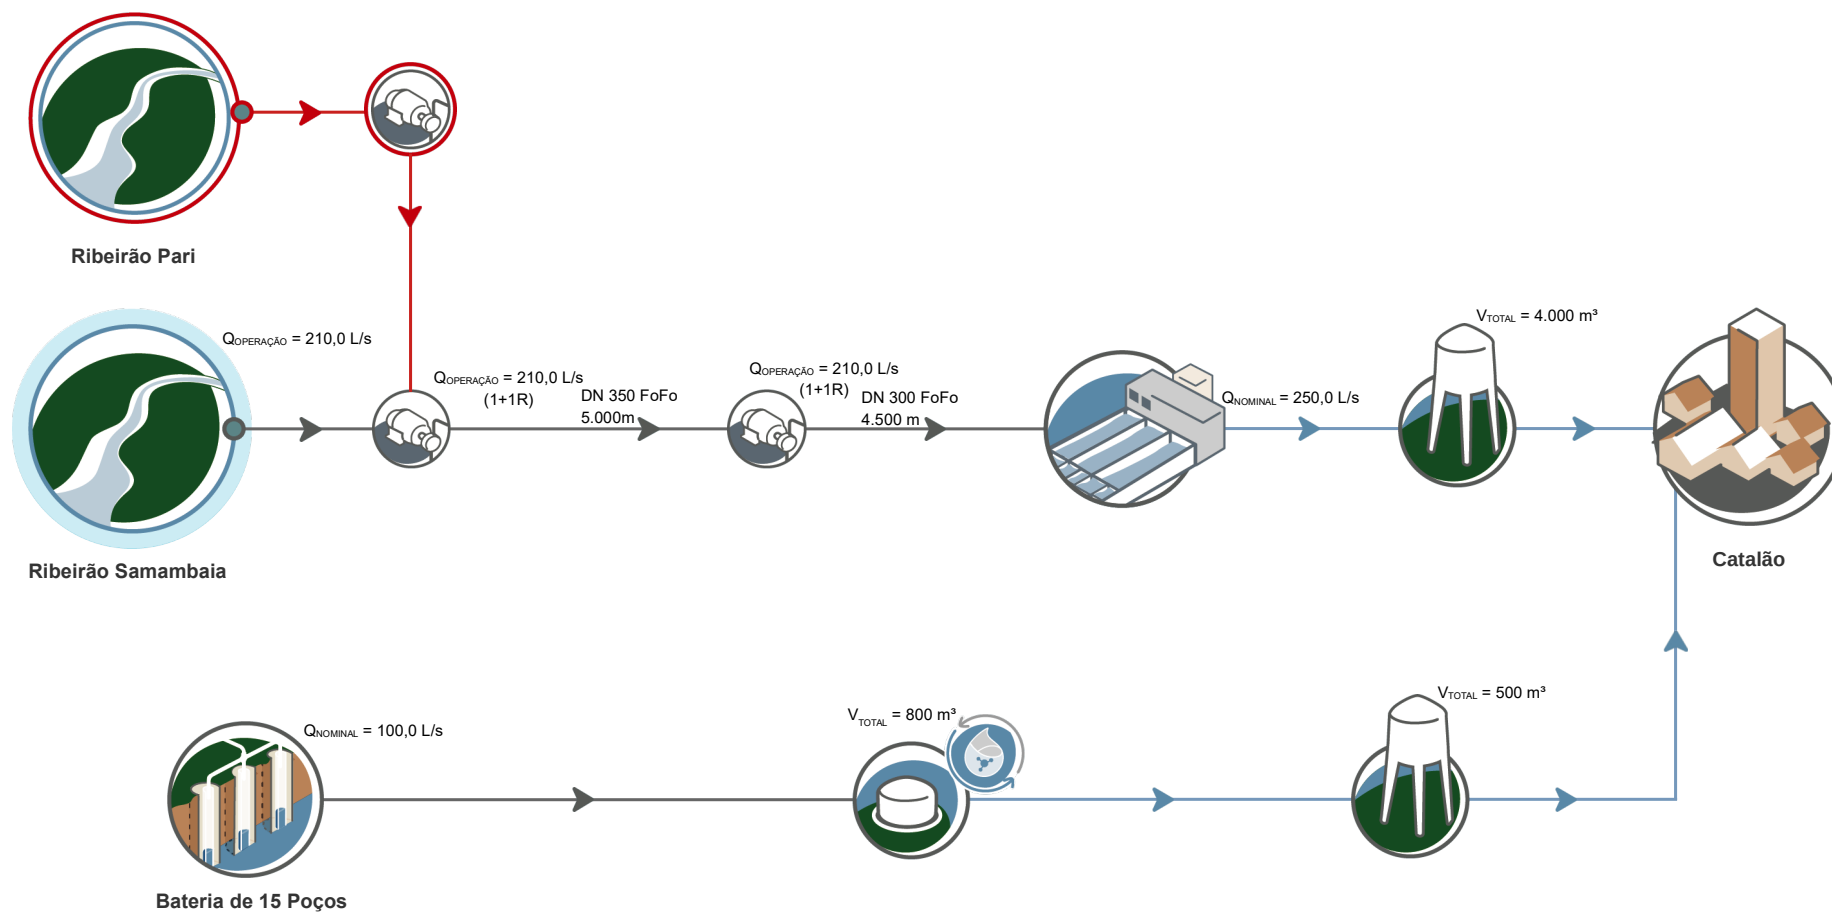 Ribeirão Pari
QOPERAÇÃO = 210,0 L/s
Ribeirão Samambaia
QOPERAÇÃO = 210,0 L/s
(1+1R)
DN 350 FoFo
5.000m
QOPERAÇÃO = 210,0 L/s
(1+1R)
DN 300 FoFo
4.500 m
QNOMINAL = 250,0 L/s
VTOTAL = 4.000 m³
Catalão
QNOMINAL = 100,0 L/s
Bateria de 15 Poços
VTOTAL = 800 m³
VTOTAL = 500 m³